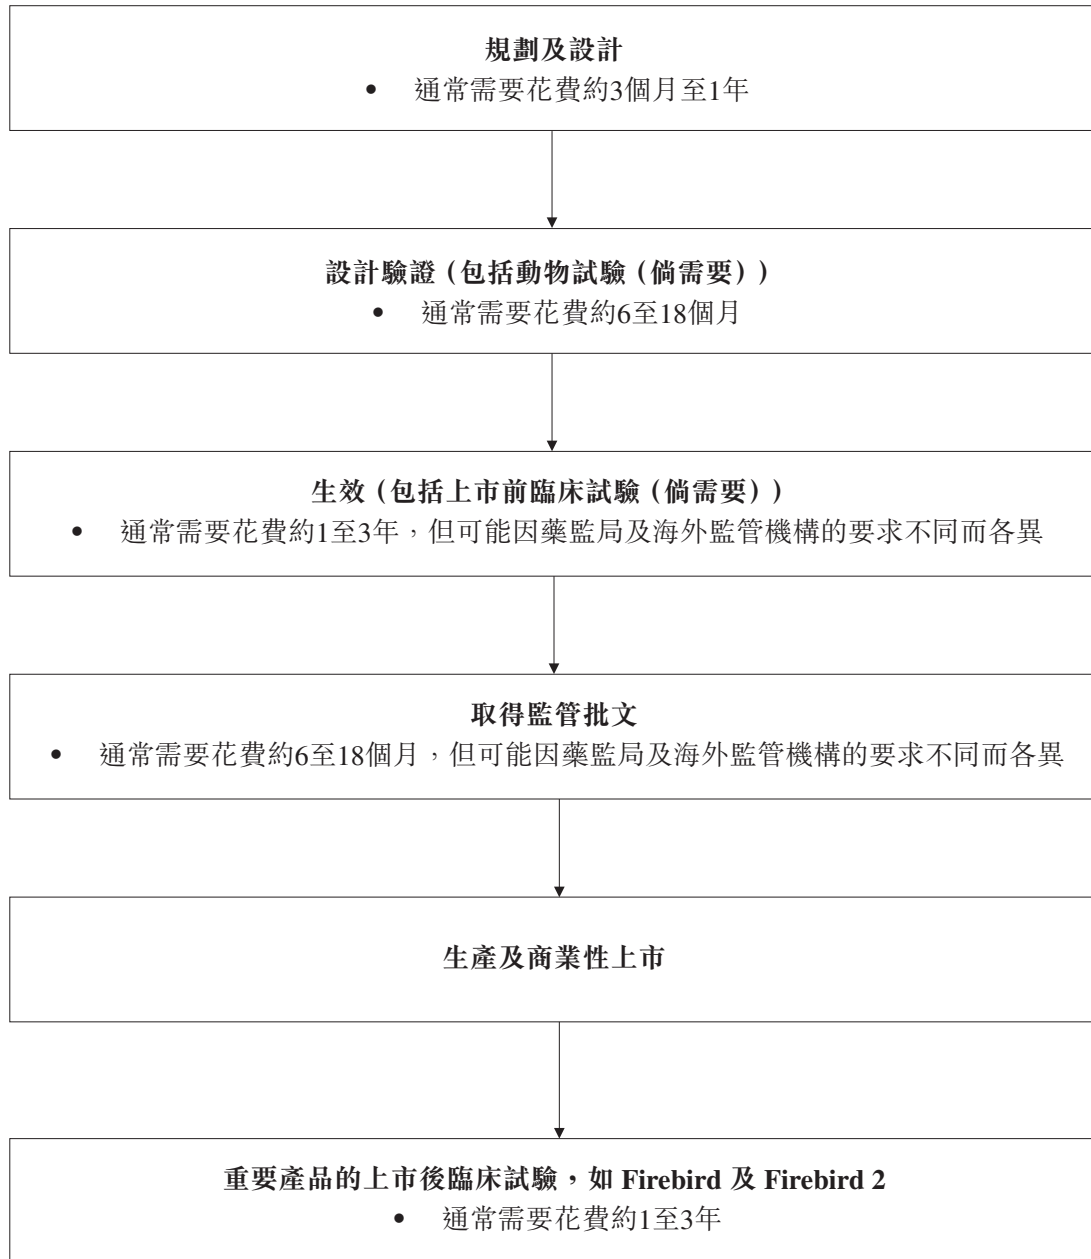 規劃及設計
• 通常需要花費約3個月至1年
設計驗證（包括動物試驗（倘需要））
• 通常需要花費約6至18個月
生效（包括上市前臨床試驗（倘需要））
• 通常需要花費約1至3年，但可能因藥監局及海外監管機構的要求不同而各異
取得監管批文
• 通常需要花費約6至18個月，但可能因藥監局及海外監管機構的要求不同而各異
生產及商業性上市
重要產品的上市後臨床試驗，如 Firebird 及 Firebird 2
• 通常需要花費約1至3年